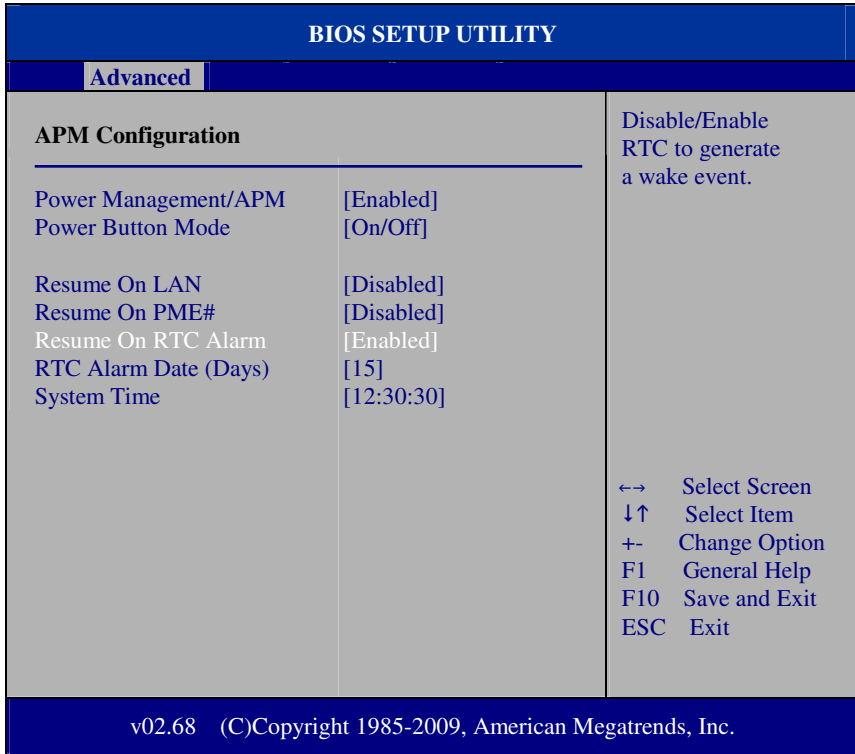 BIOS SETUP UTILITY
Advanced
APM Configuration
Power Management/APM [Enabled]
Power Button Mode [On/Off]
Resume On LAN [Disabled]
Resume On PME# [Disabled]
Resume On RTC Alarm [Enabled]
RTC Alarm Date (Days) [15]
System Time [12:30:30]
Disable/Enable
RTC to generate
a wake event.
←→ Select Screen
↓↑ Select Item
+- Change Option
F1 General Help
F10 Save and Exit
ESC Exit
v02.68 (C)Copyright 1985-2009, American Megatrends, Inc.